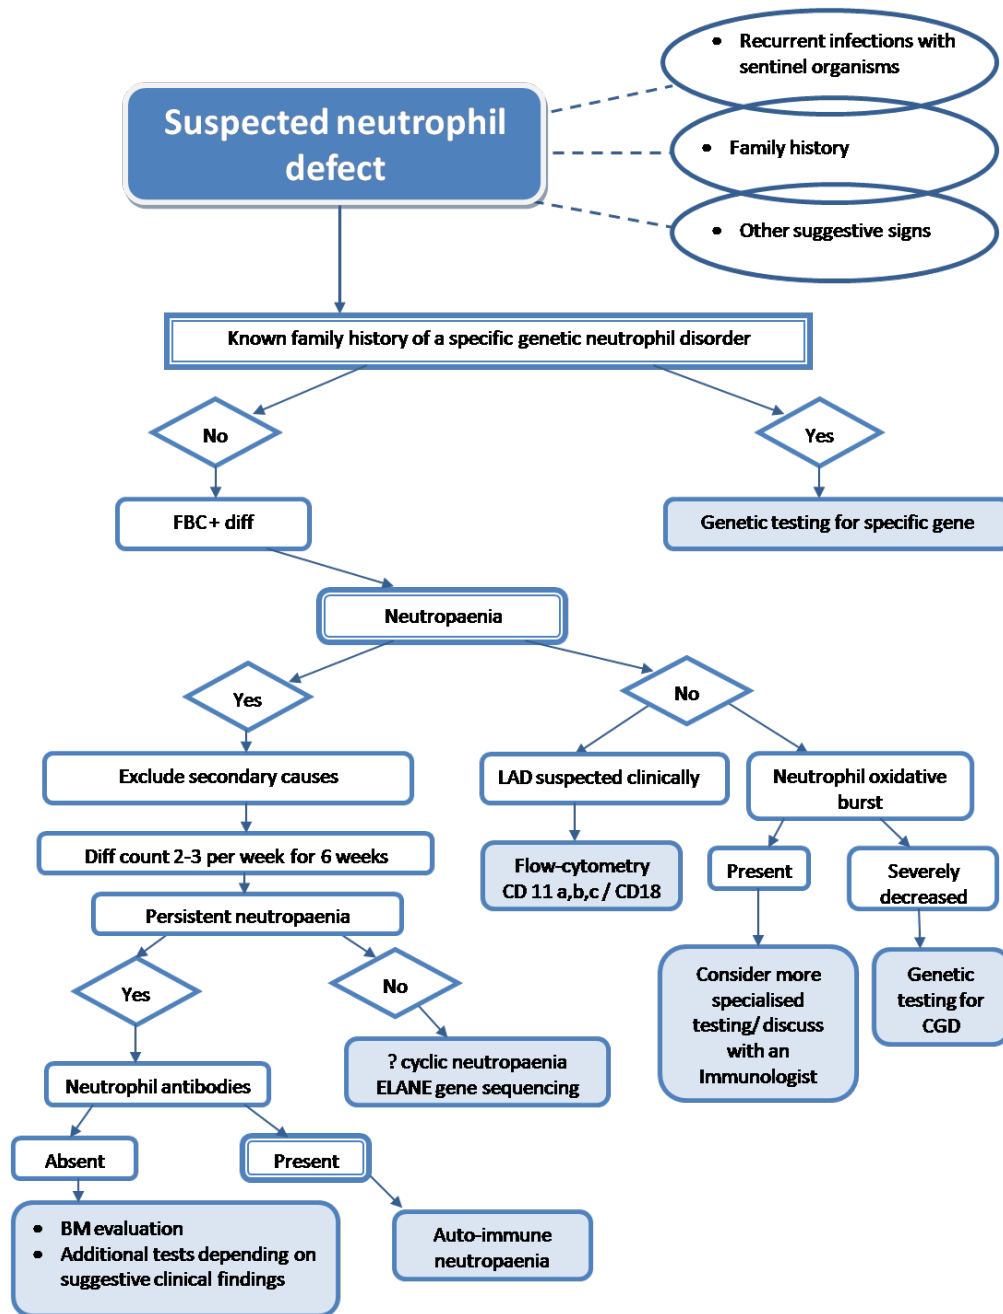 Suspected neutrophil
defect
• Recurrent infections with
sentinel organisms
• Family history
• Other suggestive signs
Known family history of a specific genetic neutrophil disorder
No
Yes
FBC + diff
Genetic testing for specific gene
Neutropaenia
Yes
No
Exclude secondary causes
LAD suspected clinically
Neutrophil oxidative
burst
Diff count 2-3 per week for 6 weeks
Flow-cytometry
CD 11 a,b,c / CD18
Present
Severely
decreased
Persistent neutropaenia
Yes
No
Consider more
specialised
testing/ discuss
with an
Immunologist
Genetic
testing for
CGD
? cyclic neutropaenia
ELANE gene sequencing
Neutrophil antibodies
Absent
Present
• BM evaluation
• Additional tests depending on
suggestive clinical findings
Auto-immune
neutropaenia